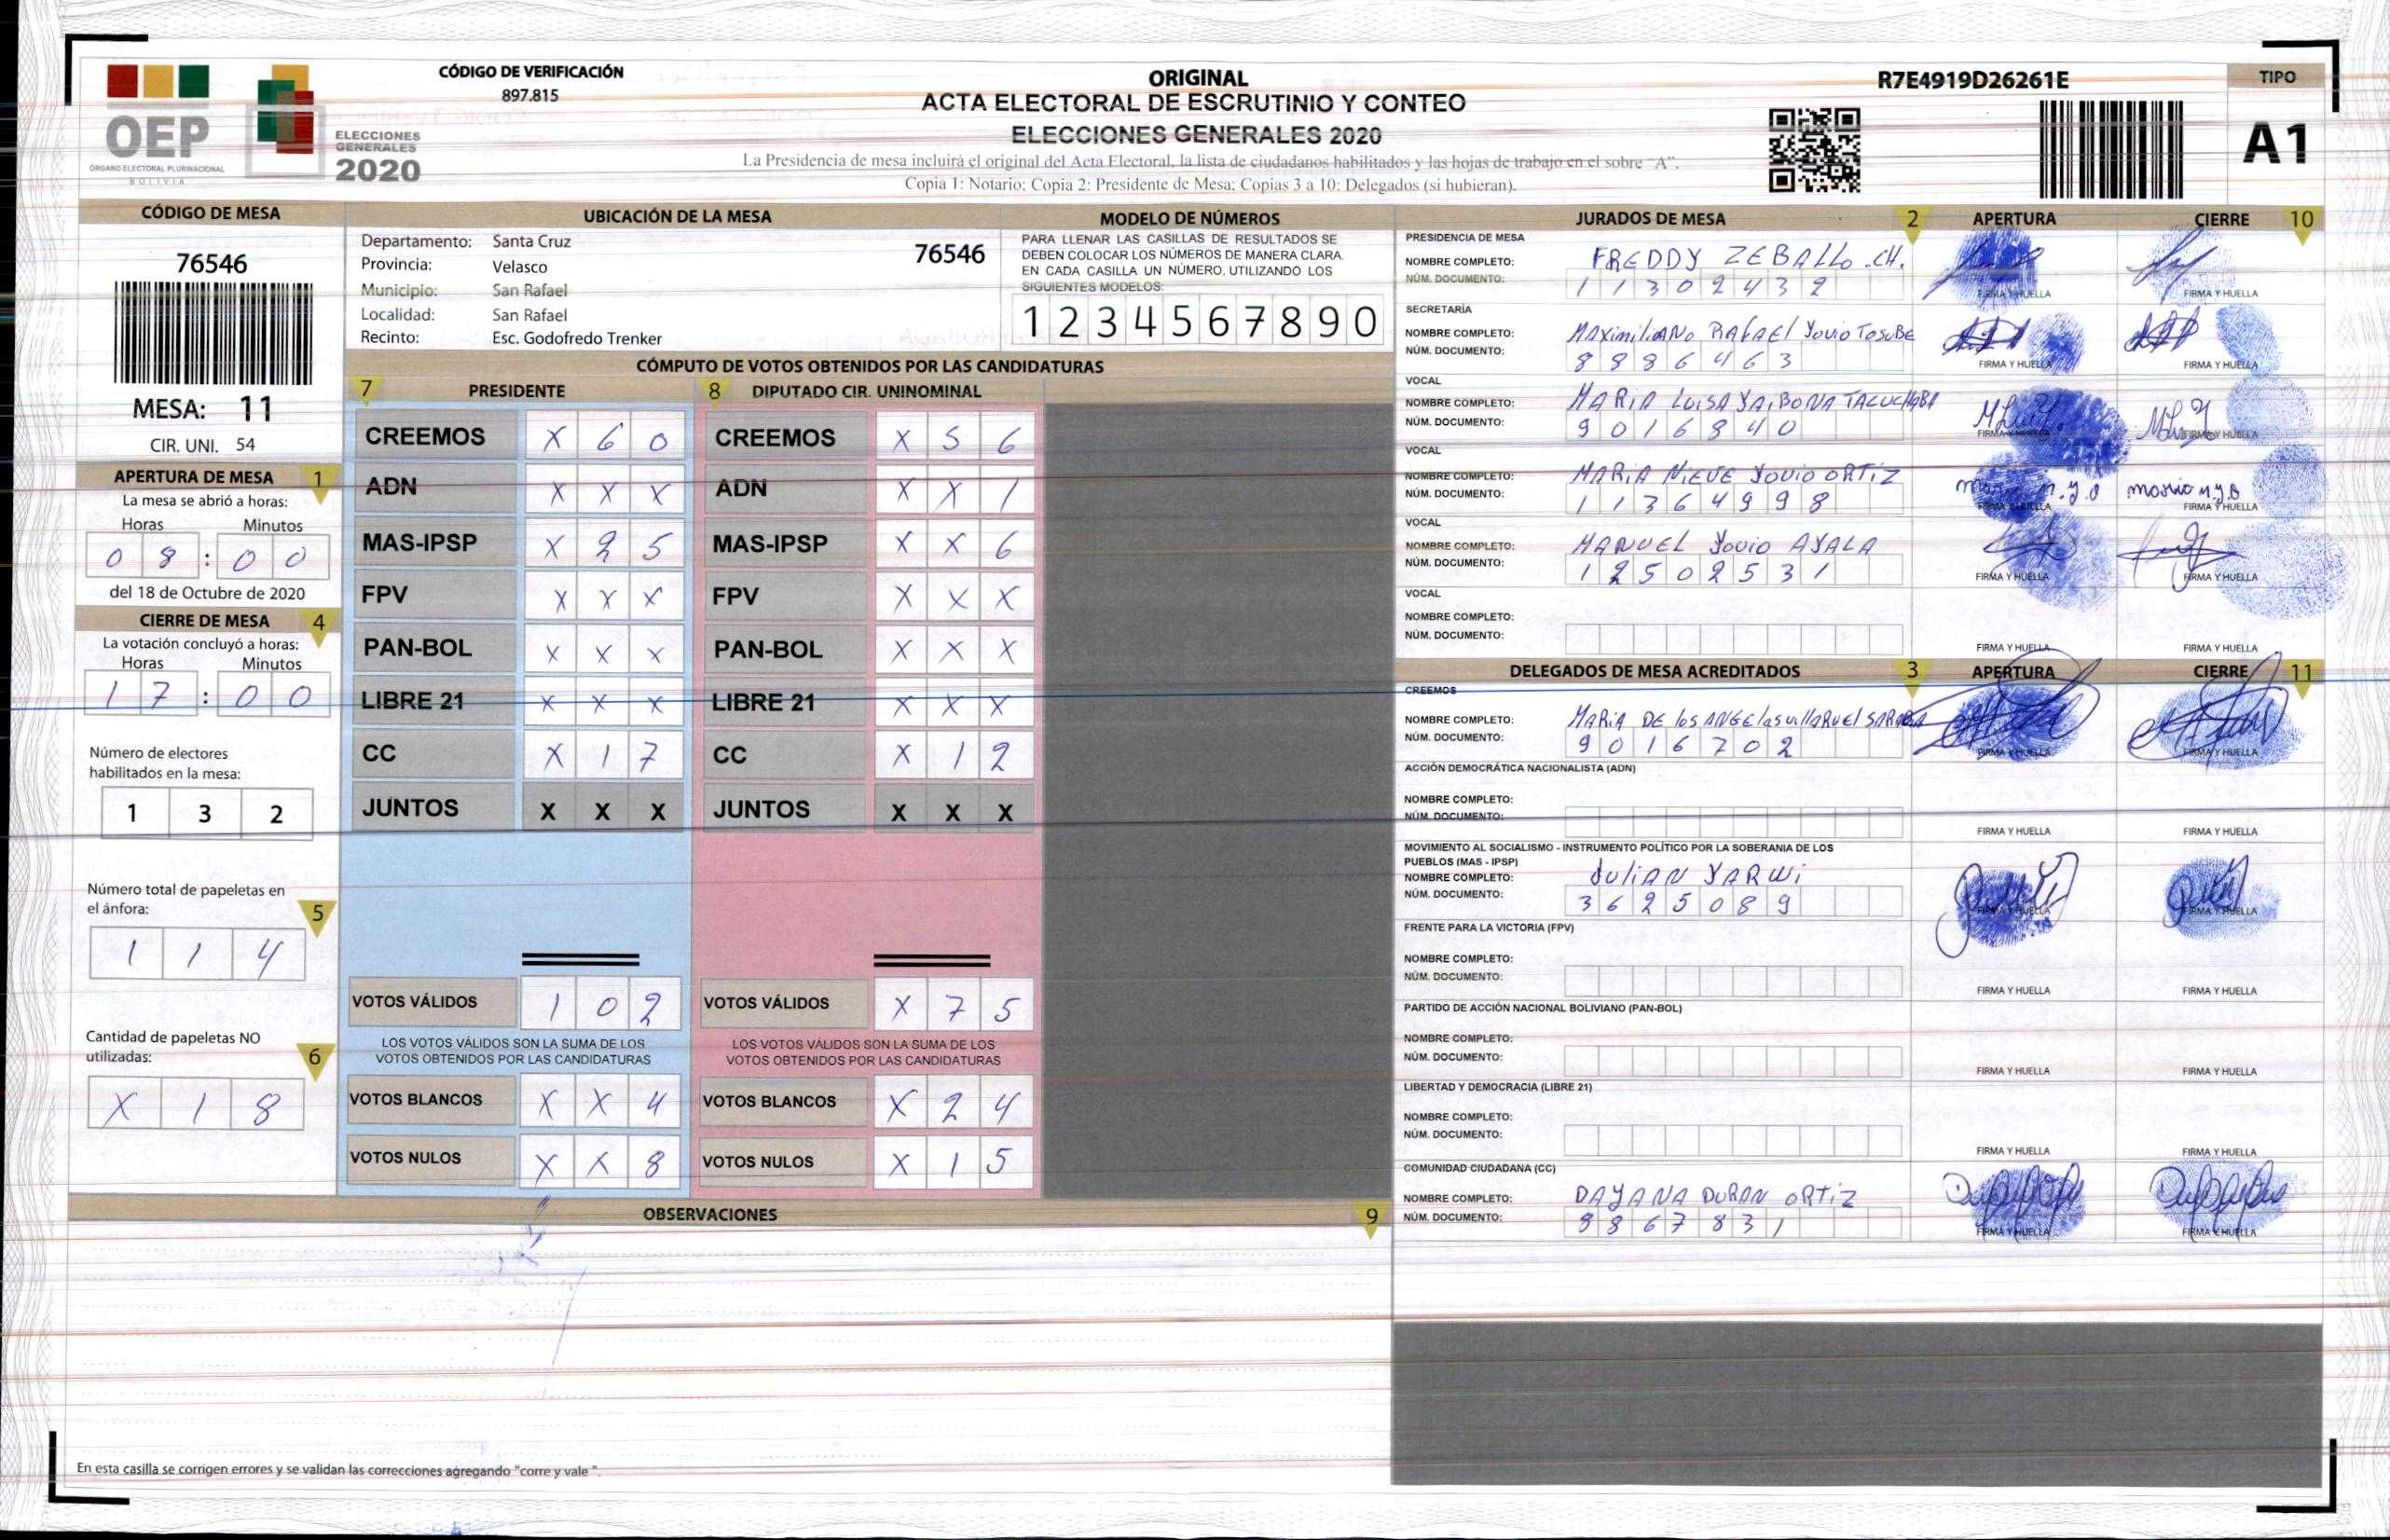 OEP
ÓRGANO ELECTORAL PLURINACIONAL
BOLIVIA
ELECCIONES
GENERALES
2020
CÓDIGO DE VERIFICACIÓN
897.815
ORIGINAL
ACTA ELECTORAL DE ESCRUTINIO Y CONTEO
ELECCIONES GENERALES 2020
La Presidencia de mesa incluirá el original del Acta Electoral, la lista de ciudadanos habilitados y las hojas de trabajo en el sobre "A".
Copia 1: Notario; Copia 2: Presidente de Mesa; Copias 3 a 10: Delegados (si hubieran).
R7E4919D26261E
TIPO
A1
CÓDIGO DE MESA
76546
MESA: 11
CIR. UNI. 54
APERTURA DE MESA 1
La mesa se abrió a horas:
Horas Minutos
0 8 : 0 0
del 18 de Octubre de 2020
CIERRE DE MESA 4
La votación concluyó a horas:
Horas Minutos
1 7 : 0 0
Número de electores
habilitados en la mesa:
1 3 2
Número total de papeletas en
el ánfora: 5
1 1 4
Cantidad de papeletas NO
utilizadas: 6
X 1 8
UBICACIÓN DE LA MESA
Departamento: Santa Cruz
Provincia: Velasco
Municipio: San Rafael
Localidad: San Rafael
Recinto: Esc. Godofredo Trenker
76546
MODELO DE NÚMEROS
PARA LLENAR LAS CASILLAS DE RESULTADOS SE
DEBEN COLOCAR LOS NÚMEROS DE MANERA CLARA.
EN CADA CASILLA UN NÚMERO, UTILIZANDO LOS
SIGUIENTES MODELOS:
1 2 3 4 5 6 7 8 9 0
CÓMPUTO DE VOTOS OBTENIDOS POR LAS CANDIDATURAS
7 PRESIDENTE 8 DIPUTADO CIR. UNINOMINAL
CREEMOS X 6 0 CREEMOS X 5 6
ADN X X X ADN X X 1
MAS-IPSP X 2 5 MAS-IPSP X X 6
FPV X X X FPV X X X
PAN-BOL X X X PAN-BOL X X X
LIBRE 21 X X X LIBRE 21 X X X
CC X 1 7 CC X 1 2
JUNTOS X X X JUNTOS X X X
VOTOS VÁLIDOS 1 0 2 VOTOS VÁLIDOS X 7 5
LOS VOTOS VÁLIDOS SON LA SUMA DE LOS LOS VOTOS VÁLIDOS SON LA SUMA DE LOS
VOTOS OBTENIDOS POR LAS CANDIDATURAS VOTOS OBTENIDOS POR LAS CANDIDATURAS
VOTOS BLANCOS X X 4 VOTOS BLANCOS X 2 4
VOTOS NULOS X X 8 VOTOS NULOS X 1 5
OBSERVACIONES 9
En esta casilla se corrigen errores y se validan las correcciones agregando "corre y vale ".
JURADOS DE MESA 2 APERTURA CIERRE 10
PRESIDENCIA DE MESA
NOMBRE COMPLETO: FREDDY ZEBALLO .CH.
NÚM. DOCUMENTO: 1 1 3 0 2 4 3 2 FIRMA Y HUELLA FIRMA Y HUELLA
SECRETARÍA
NOMBRE COMPLETO: MAXimiliANO RAFAEl YOVIO TOSUBE
NÚM. DOCUMENTO: 8 8 8 6 4 6 3 FIRMA Y HUELLA FIRMA Y HUELLA
VOCAL
NOMBRE COMPLETO: MARIA LUISA YAIBONA
NÚM. DOCUMENTO: 9 0 1 6 8 4 0 FIRMA Y HUELLA FIRMA Y HUELLA
VOCAL
NOMBRE COMPLETO: MARIA NIEVE YOVIO ORTIZ
NÚM. DOCUMENTO: 1 1 3 6 4 9 9 8 FIRMA Y HUELLA FIRMA Y HUELLA
VOCAL
NOMBRE COMPLETO: MANUEL YOVIO AYALA
NÚM. DOCUMENTO: 1 2 5 0 2 5 3 1 FIRMA Y HUELLA FIRMA Y HUELLA
VOCAL
NOMBRE COMPLETO:
NÚM. DOCUMENTO: FIRMA Y HUELLA FIRMA Y HUELLA
DELEGADOS DE MESA ACREDITADOS 3 APERTURA CIERRE 11
CREEMOS
NOMBRE COMPLETO: MARIA DE los ANGElas
NÚM. DOCUMENTO: 9 0 1 6 7 0 2 FIRMA Y HUELLA FIRMA Y HUELLA
ACCIÓN DEMOCRÁTICA NACIONALISTA (ADN)
NOMBRE COMPLETO:
NÚM. DOCUMENTO: FIRMA Y HUELLA FIRMA Y HUELLA
MOVIMIENTO AL SOCIALISMO - INSTRUMENTO POLÍTICO POR LA SOBERANIA DE LOS
PUEBLOS (MAS - IPSP)
NOMBRE COMPLETO: JuliAN YARWI
NÚM. DOCUMENTO: 3 6 2 5 0 8 9 FIRMA Y HUELLA FIRMA Y HUELLA
FRENTE PARA LA VICTORIA (FPV)
NOMBRE COMPLETO:
NÚM. DOCUMENTO: FIRMA Y HUELLA FIRMA Y HUELLA
PARTIDO DE ACCIÓN NACIONAL BOLIVIANO (PAN-BOL)
NOMBRE COMPLETO:
NÚM. DOCUMENTO: FIRMA Y HUELLA FIRMA Y HUELLA
LIBERTAD Y DEMOCRACIA (LIBRE 21)
NOMBRE COMPLETO:
NÚM. DOCUMENTO: FIRMA Y HUELLA FIRMA Y HUELLA
COMUNIDAD CIUDADANA (CC)
NOMBRE COMPLETO: DAYANA DURAN ORTIZ
NÚM. DOCUMENTO: 8 8 6 7 8 3 1 FIRMA Y HUELLA FIRMA Y HUELLA